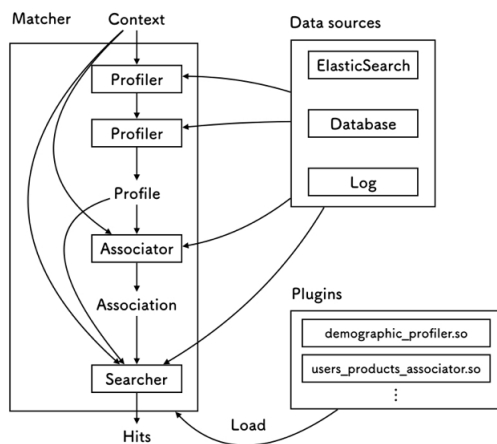 Matcher
Context
Data sources
Profiler
ElasticSearch
Profiler
Database
Profile
Log
Associator
Association
Plugins
demographic_profiler.so
users_products_associator.so
⋮
Searcher
Load
Hits